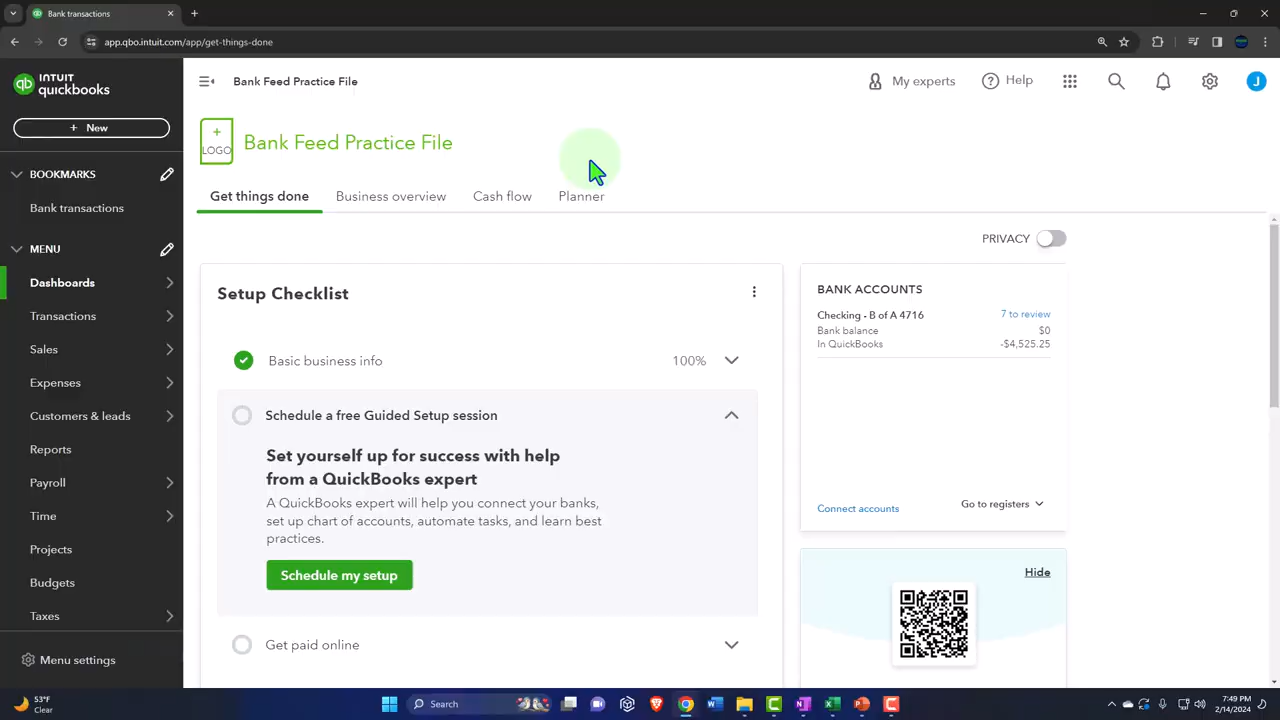 Bank transactions
app.qbo.intuit.com/app/get-things-done
INTUIT
quickbooks
+ New
BOOKMARKS
Bank transactions
MENU
Dashboards
Transactions
Sales
Expenses
Customers & leads
Reports
Payroll
Time
Projects
Budgets
Taxes
Menu settings
Bank Feed Practice File
My experts
Help
J
+
LOGO
Bank Feed Practice File
Get things done
Business overview
Cash flow
Planner
PRIVACY
Setup Checklist
Basic business info
100%
Schedule a free Guided Setup session
Set yourself up for success with help
from a QuickBooks expert
A QuickBooks expert will help you connect your banks,
set up chart of accounts, automate tasks, and learn best
practices.
Schedule my setup
Get paid online
BANK ACCOUNTS
Checking - B of A 4716
7 to review
Bank balance
$0
In QuickBooks
-$4,525.25
Connect accounts
Go to registers
Hide
53°F
Clear
Search
7:49 PM
2/14/2024